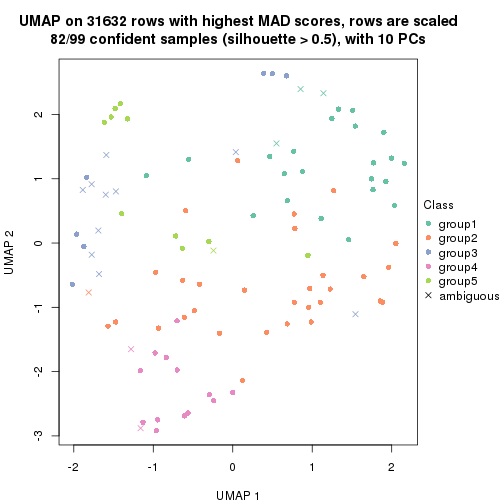 UMAP on 31632 rows with highest MAD scores, rows are scaled
82/99 confident samples (silhouette > 0.5), with 10 PCs
Class
group1
group2
group3
group4
group5
ambiguous
UMAP 2
2
1
0
-1
-2
-3
-2
-1
0
1
2
UMAP 1